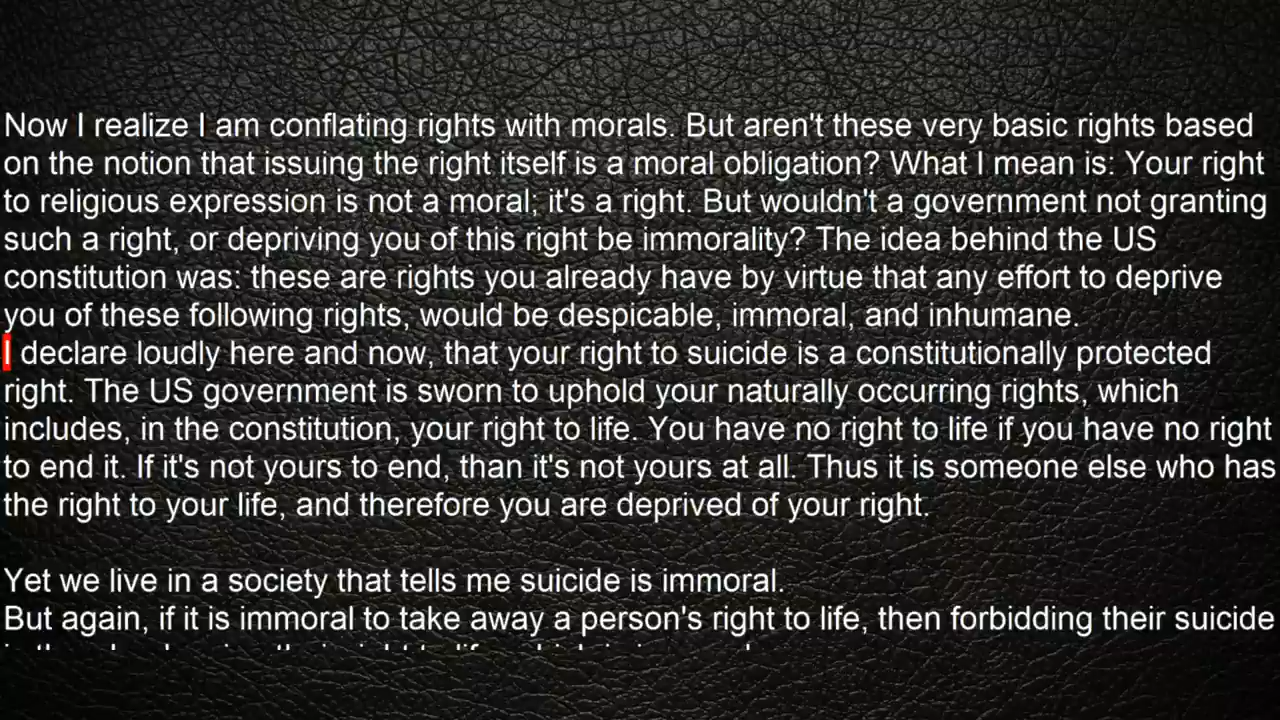 Now I realize I am conflating rights with morals. But aren't these very basic rights based
on the notion that issuing the right itself is a moral obligation? What I mean is: Your right
to religious expression is not a moral; it's a right. But wouldn't a government not granting
such a right, or depriving you of this right be immorality? The idea behind the US
constitution was: these are rights you already have by virtue that any effort to deprive
you of these following rights, would be despicable, immoral, and inhumane.
I declare loudly here and now, that your right to suicide is a constitutionally protected
right. The US government is sworn to uphold your naturally occurring rights, which
includes, in the constitution, your right to life. You have no right to life if you have no right
to end it. If it's not yours to end, than it's not yours at all. Thus it is someone else who has
the right to your life, and therefore you are deprived of your right.
Yet we live in a society that tells me suicide is immoral.
But again, if it is immoral to take away a person's right to life, then forbidding their suicide